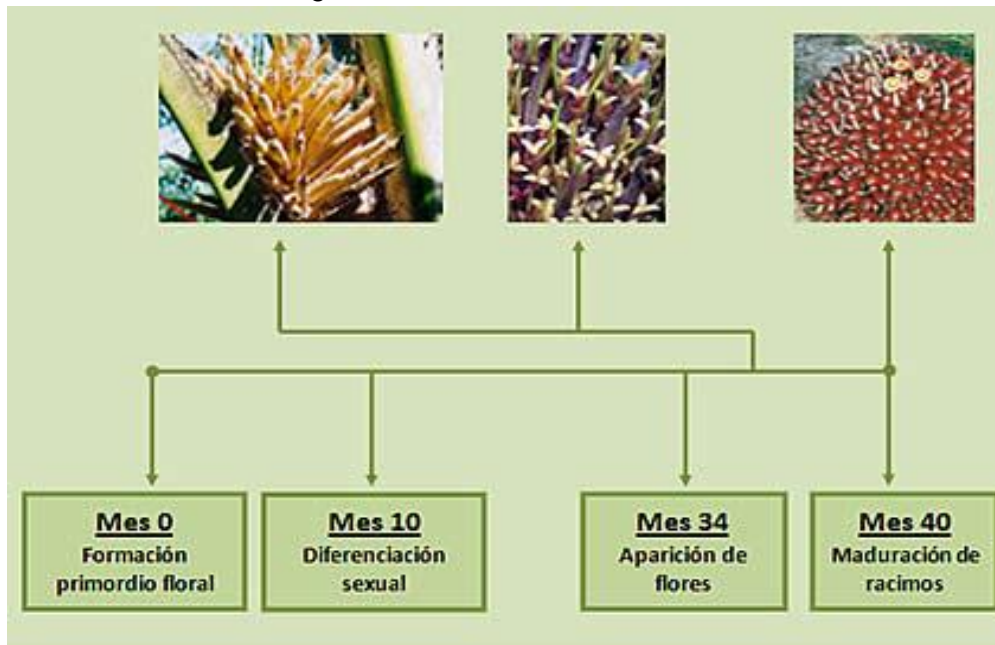 Mes 0
Formación
primordio floral
Mes 10
Diferenciación
sexual
Mes 34
Aparición de
flores
Mes 40
Maduración de
racimos